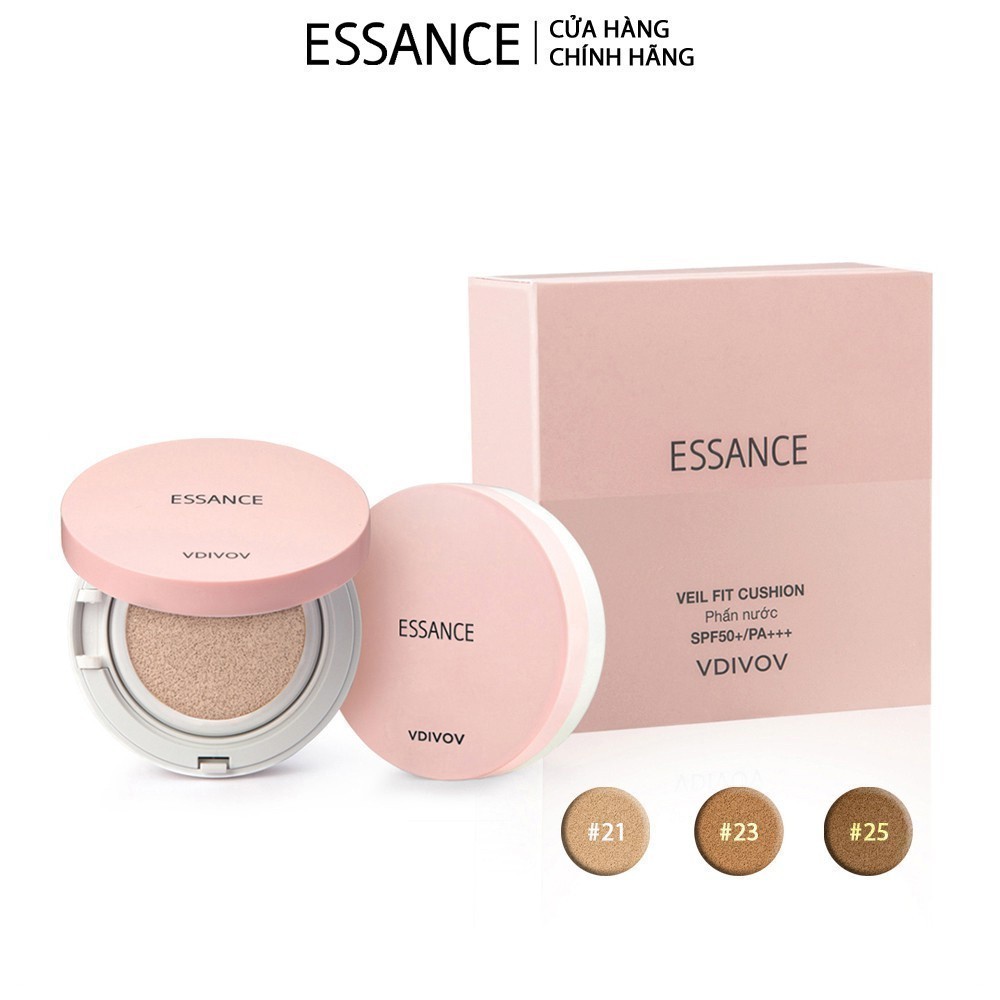 ESSANCE
CỬA HÀNG
CHÍNH HÃNG
ESSANCE
VEIL FIT CUSHION
Phấn nước
SPF50+/PA+++
VDIVOV
ESSANCE
VDIVOV
ESSANCE
VDIVOV
#21
#23
#25